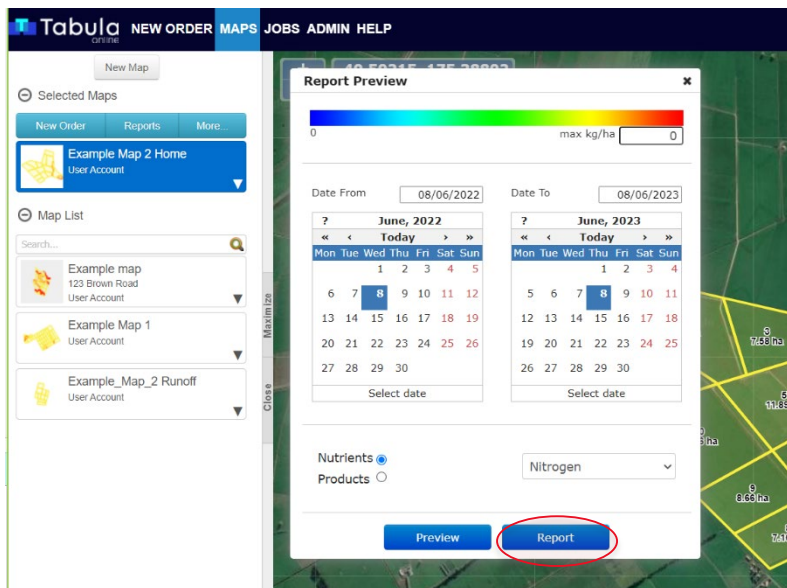 Tabula
online
NEW ORDER MAPS JOBS ADMIN HELP
New Map
Selected Maps
New Order Reports More...
Example Map 2 Home
User Account
Map List
Search...
Example map
123 Brown Road
User Account
Example Map 1
User Account
Example_Map_2 Runoff
User Account
Maximize
Close
Report Preview
0
max kg/ha 0
Date From 08/06/2022
? June, 2022
« ‹ Today › »
Mon Tue Wed Thu Fri Sat Sun
1 2 3 4 5
6 7 8 9 10 11 12
13 14 15 16 17 18 19
20 21 22 23 24 25 26
27 28 29 30
Select date
Date To 08/06/2023
? June, 2023
« ‹ Today › »
Mon Tue Wed Thu Fri Sat Sun
1 2 3 4
5 6 7 8 9 10 11
12 13 14 15 16 17 18
19 20 21 22 23 24 25
26 27 28 29 30
Select date
Nutrients
Products
Nitrogen
Preview Report
3
7.58 ha
9
8.66 ha